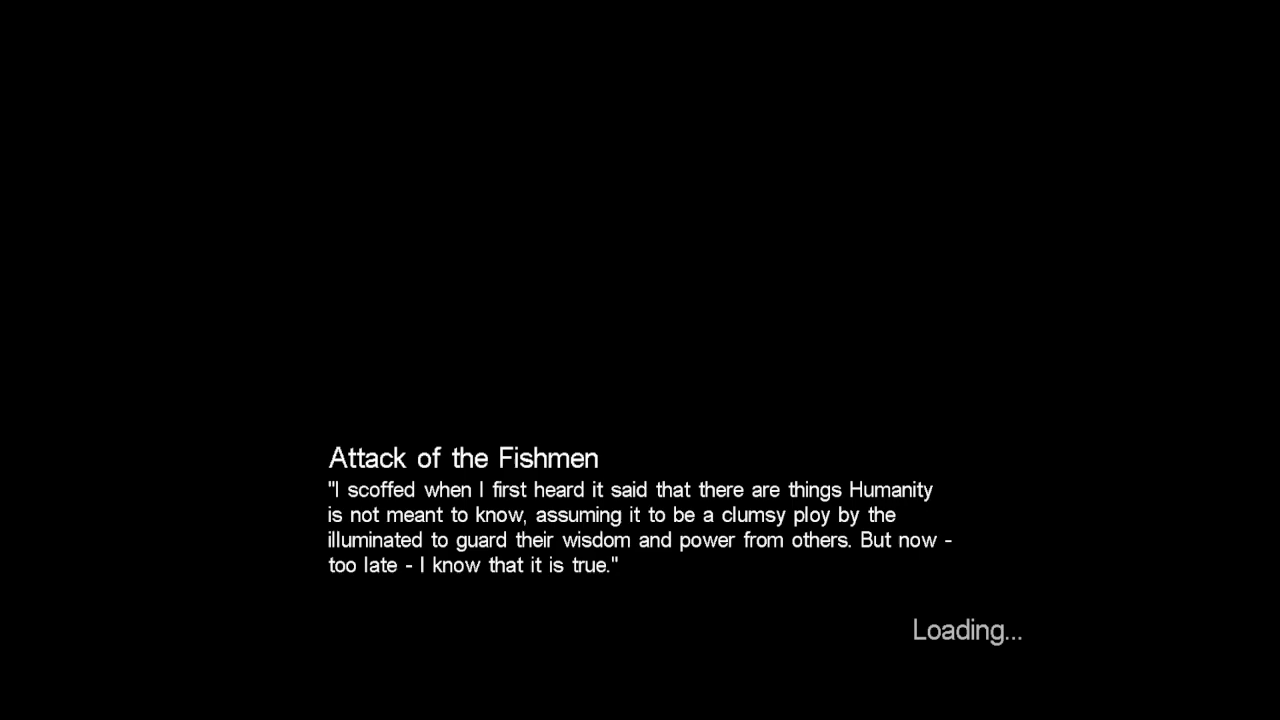 Attack of the Fishmen
"I scoffed when I first heard it said that there are things Humanity
is not meant to know, assuming it to be a clumsy ploy by the
illuminated to guard their wisdom and power from others. But now -
too late - I know that it is true."
Loading...